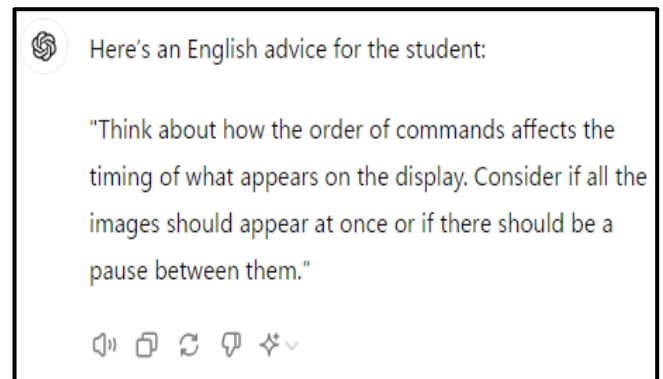 Here’s an English advice for the student:
"Think about how the order of commands affects the
timing of what appears on the display. Consider if all the
images should appear at once or if there should be a
pause between them."